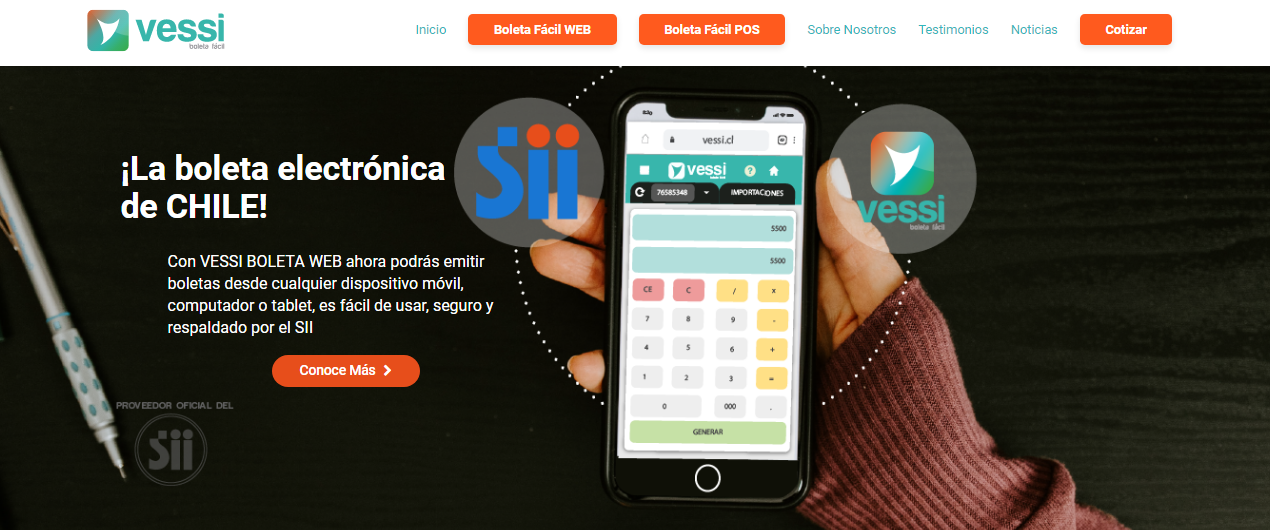 vessi
boleta fácil
Inicio
Boleta Fácil WEB
Boleta Fácil POS
Sobre Nosotros
Testimonios
Noticias
Cotizar
¡La boleta electrónica
de CHILE!
Con VESSI BOLETA WEB ahora podrás emitir
boletas desde cualquier dispositivo móvil,
computador o tablet, es fácil de usar, seguro y
respaldado por el SII
Conoce Más
PROVEEDOR OFICIAL DEL
Sii
Sii
vessi.cl
vessi
?
76585348
IMPORTACIONES
5500
5500
CE C / x
7 8 9 -
4 5 6 +
1 2 3 =
0 000 .
GENERAR
vessi
boleta fácil